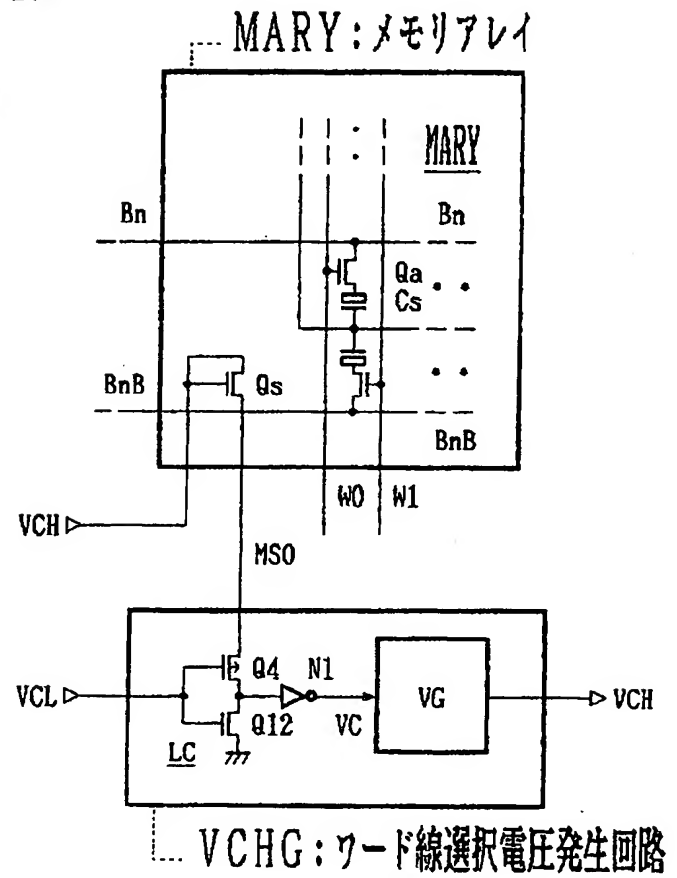 MARY:メモリアレイ
MARY
Bn
Bn
Qa
Cs
BnB
Qs
BnB
W0
W1
VCH
MS0
Q4
N1
VCL
VG
VCH
VC
Q12
LC
VCHG:ワード線選択電圧発生回路